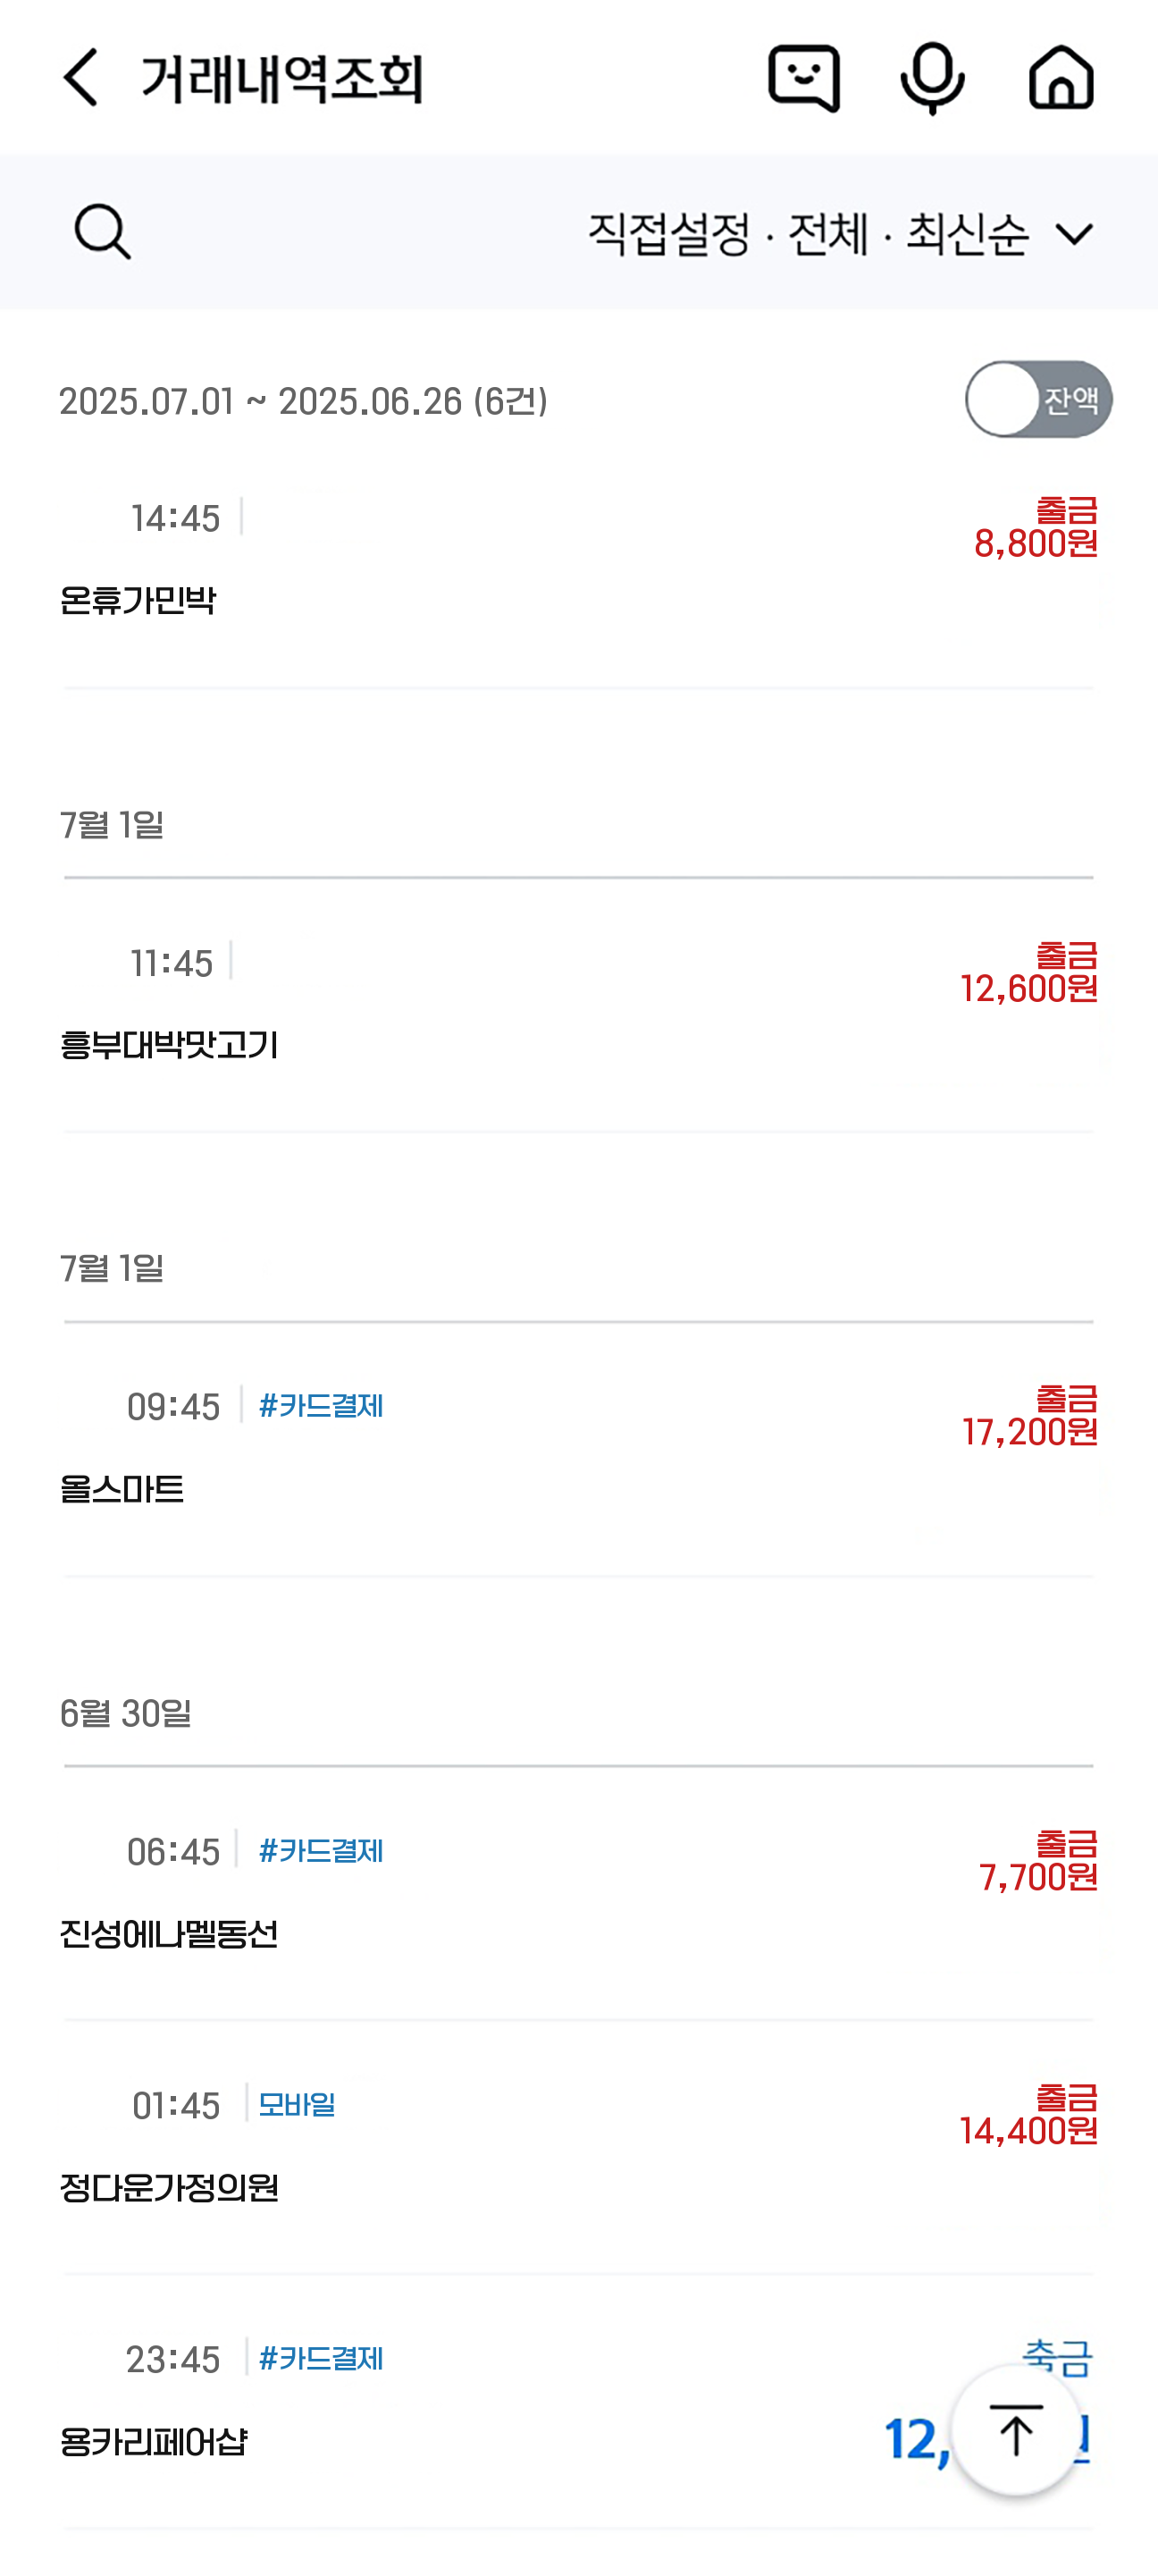 거래내역조회
직접설정 · 전체 · 최신순
2025.07.01 ~ 2025.06.26 (6건)
잔액
14:45
출금
8,800원
온휴가민박
7월 1일
11:45
출금
12,600원
흥부대박맛고기
7월 1일
09:45 #카드결제
출금
17,200원
올스마트
6월 30일
06:45 #카드결제
출금
7,700원
진성에나멜동선
01:45 모바일
출금
14,400원
정다운가정의원
23:45 #카드결제
용카리페어샵
12,